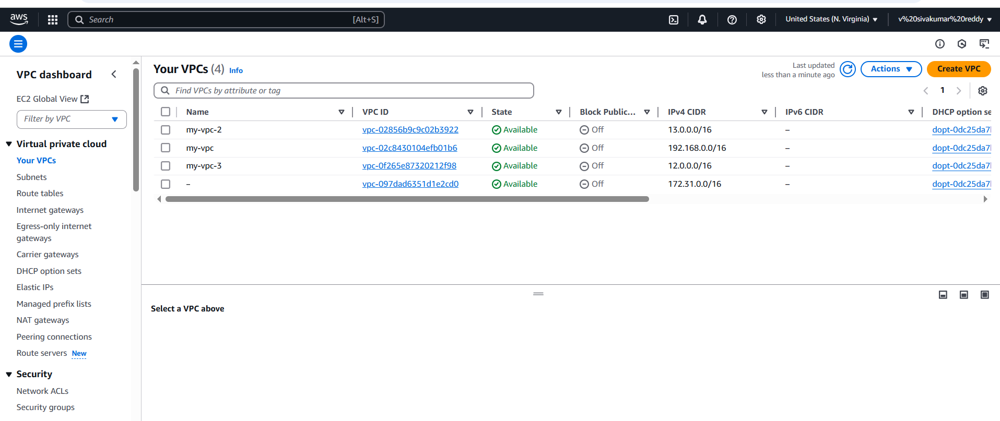 aws
Search [Alt+S]
United States (N. Virginia)
v%20sivakumar%20reddy
VPC dashboard
EC2 Global View
Filter by VPC
Virtual private cloud
Your VPCs
Subnets
Route tables
Internet gateways
Egress-only internet
gateways
Carrier gateways
DHCP option sets
Elastic IPs
Managed prefix lists
NAT gateways
Peering connections
Route servers New
Security
Network ACLs
Security groups
Your VPCs (4) Info
Last updated
less than a minute ago
Actions
Create VPC
Find VPCs by attribute or tag
1
Name VPC ID State Block Public... IPv4 CIDR IPv6 CIDR DHCP option se
my-vpc-2 vpc-02856b9c9c02b3922 Available Off 13.0.0.0/16 – dopt-0dc25da7
my-vpc vpc-02c8430104efb01b6 Available Off 192.168.0.0/16 – dopt-0dc25da7
my-vpc-3 vpc-0f265e87320212f98 Available Off 12.0.0.0/16 – dopt-0dc25da7
– vpc-097dad6351d1e2cd0 Available Off 172.31.0.0/16 – dopt-0dc25da7
Select a VPC above